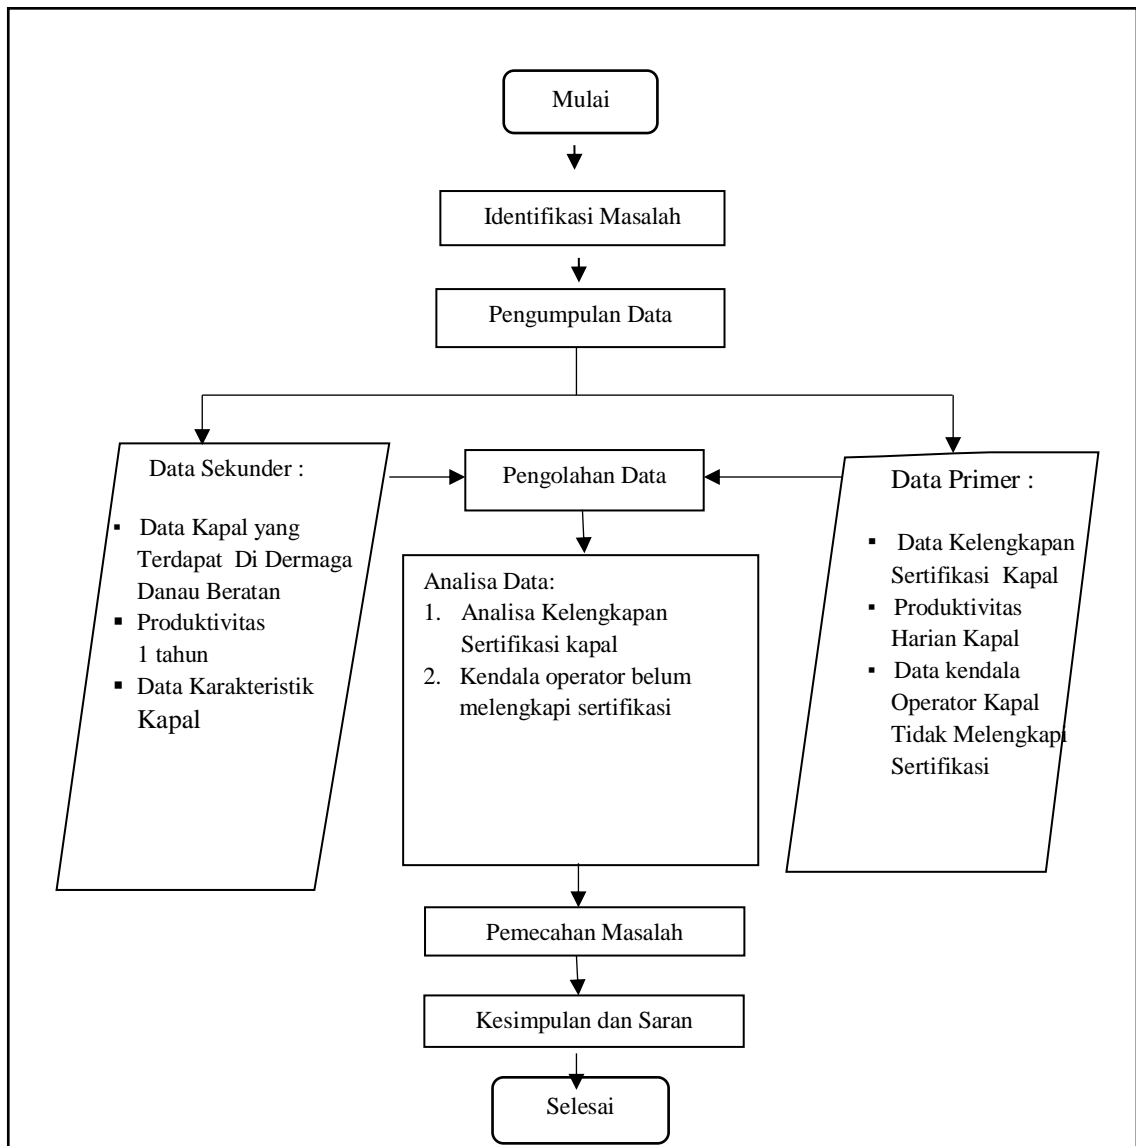 Mulai
Identifikasi Masalah
Pengumpulan Data
Data Sekunder :
▪ Data Kapal yang
Terdapat Di Dermaga
Danau Beratan
▪ Produktivitas
1 tahun
▪ Data Karakteristik
Kapal
Pengolahan Data
Data Primer :
▪ Data Kelengkapan
Sertifikasi Kapal
▪ Produktivitas
Harian Kapal
▪ Data kendala
Operator Kapal
Tidak Melengkapi
Sertifikasi
Analisa Data:
1. Analisa Kelengkapan
Sertifikasi kapal
2. Kendala operator belum
melengkapi sertifikasi
Pemecahan Masalah
Kesimpulan dan Saran
Selesai